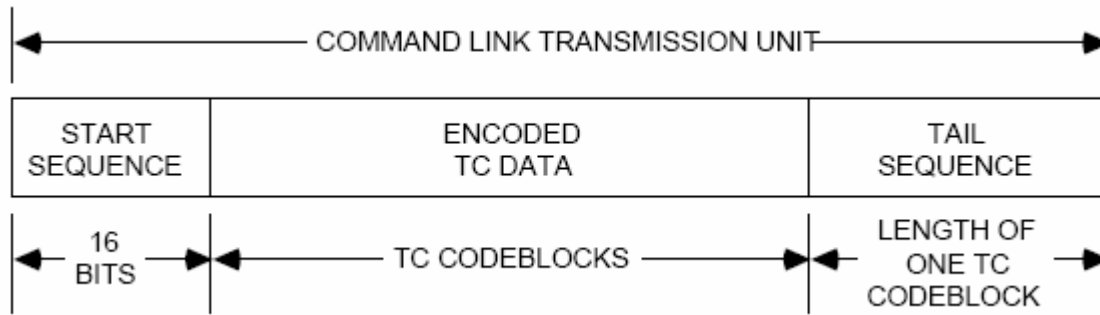 COMMAND LINK TRANSMISSION UNIT
START
SEQUENCE
ENCODED
TC DATA
TAIL
SEQUENCE
16
BITS
TC CODEBLOCKS
LENGTH OF
ONE TC
CODEBLOCK